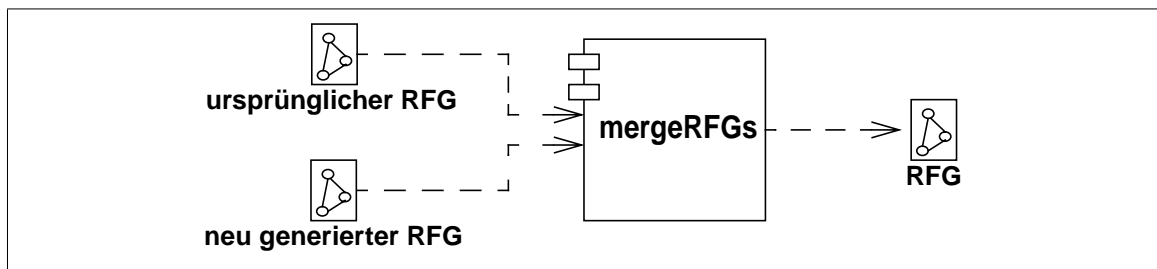 ursprünglicher RFG
mergeRFGs
RFG
neu generierter RFG